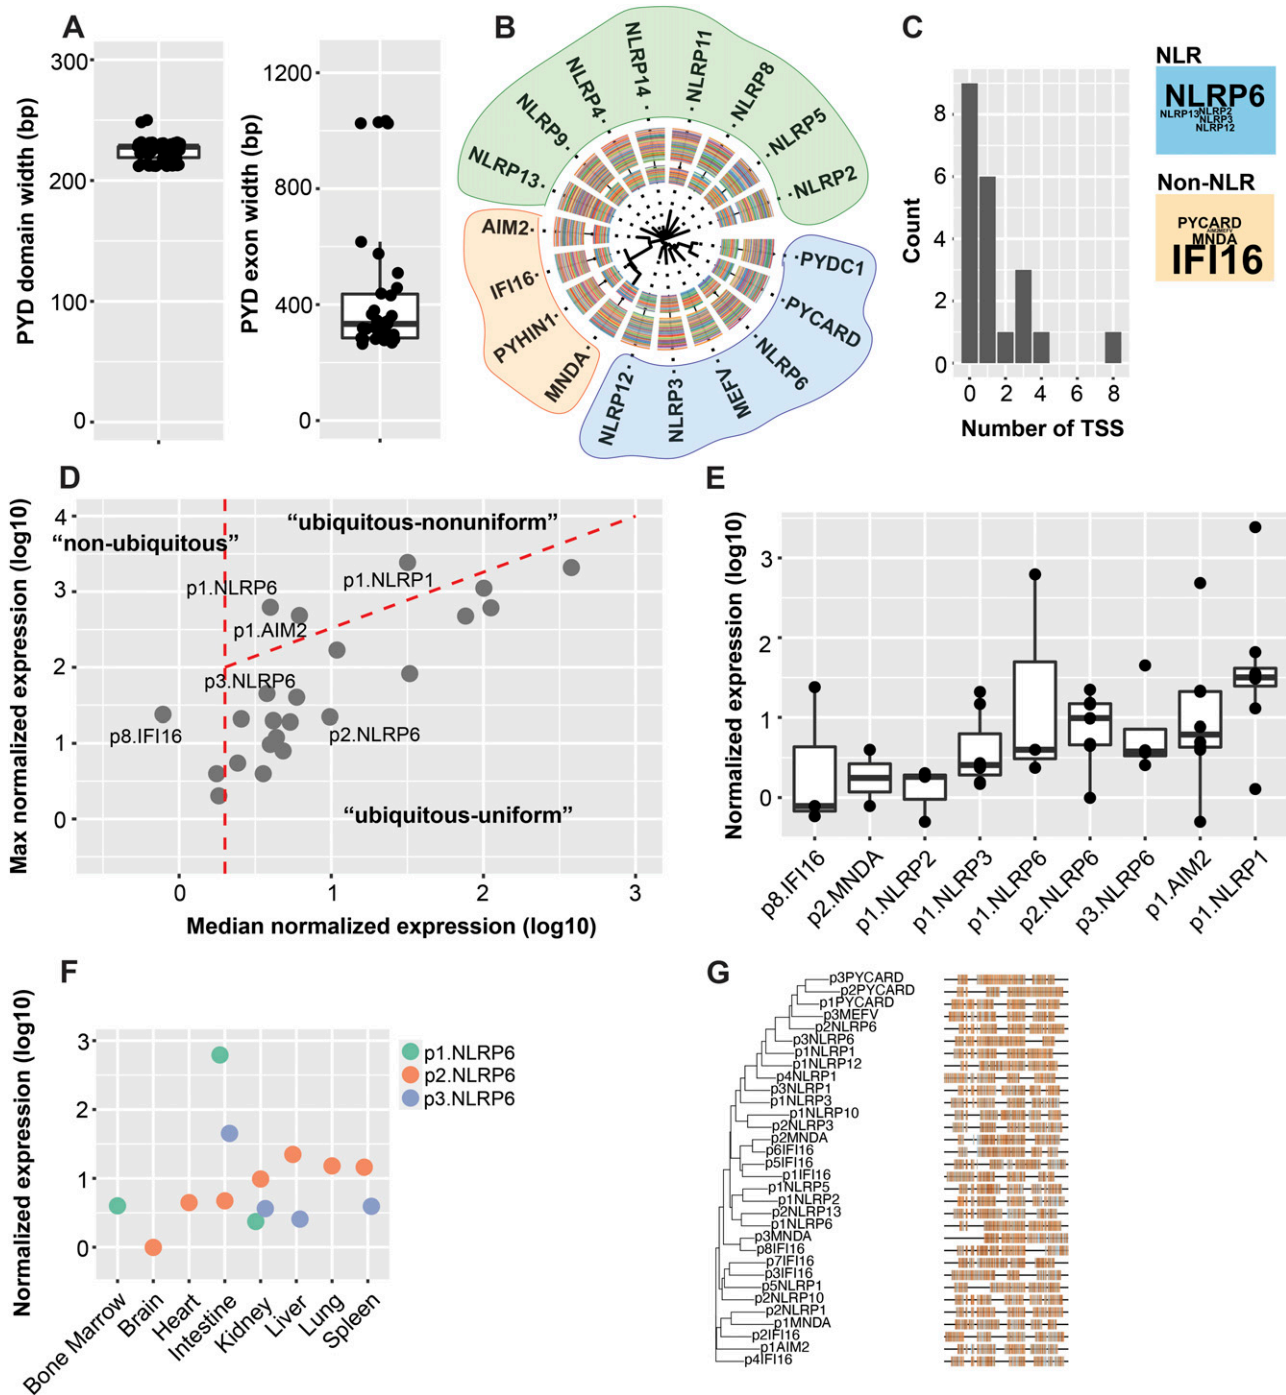 A
PYD domain width (bp)
300
200
100
0
PYD exon width (bp)
1200
800
400
0
B
NLRP13
NLRP9
NLRP4
NLRP14
NLRP11
NLRP8
NLRP5
NLRP2
AIM2
IFI16
PYHIN1
MNDA
NLRP12
NLRP3
MEFV
NLRP6
PYCARD
PYDC1
C
Count
8
6
4
2
0
0
2
4
6
8
Number of TSS
NLR
NLRP6
NLRP13
NLRP2
NLRP3
NLRP12
Non-NLR
PYCARD
MNDA
IFI16
D
Max normalized expression (log10)
4
3
2
1
0
"non-ubiquitous"
"ubiquitous-nonuniform"
p1.NLRP6
p1.NLRP1
p1.AIM2
p3.NLRP6
p8.IFI16
p2.NLRP6
"ubiquitous-uniform"
0
1
2
3
Median normalized expression (log10)
E
Normalized expression (log10)
3
2
1
0
p8.IFI16
p2.MNDA
p1.NLRP2
p1.NLRP3
p1.NLRP6
p2.NLRP6
p3.NLRP6
p1.AIM2
p1.NLRP1
F
Normalized expression (log10)
3
2
1
0
Bone Marrow
Brain
Heart
Intestine
Kidney
Liver
Lung
Spleen
p1.NLRP6
p2.NLRP6
p3.NLRP6
G
p3PYCARD
p2PYCARD
p1PYCARD
p3MEFV
p2NLRP6
p3NLRP6
p1NLRP1
p1NLRP12
p4NLRP1
p3NLRP1
p1NLRP3
p1NLRP10
p2NLRP3
p2MNDA
p6IFI16
p5IFI16
p1IFI16
p1NLRP5
p1NLRP2
p2NLRP13
p1NLRP6
p3MNDA
p8IFI16
p7IFI16
p3IFI16
p5NLRP1
p2NLRP10
p2NLRP1
p1MNDA
p2IFI16
p1AIM2
p4IFI16